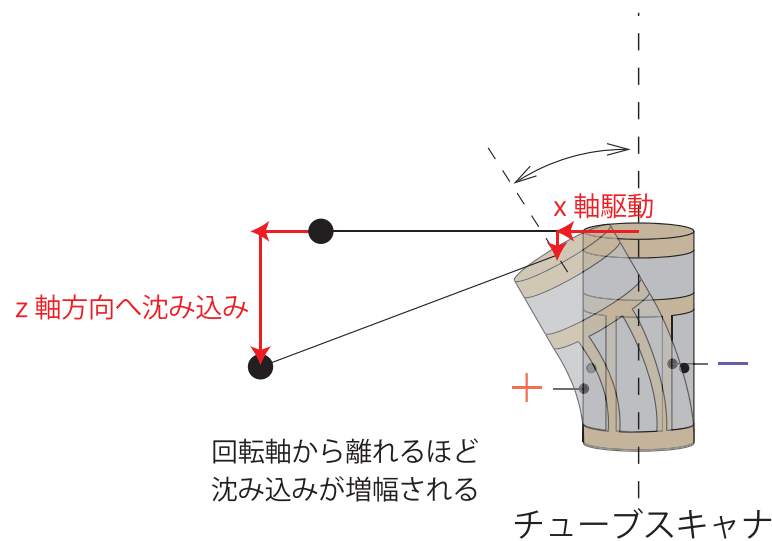 x 軸駆動
z 軸方向へ沈み込み
+
−
回転軸から離れるほど
沈み込みが増幅される
チューブスキャナ